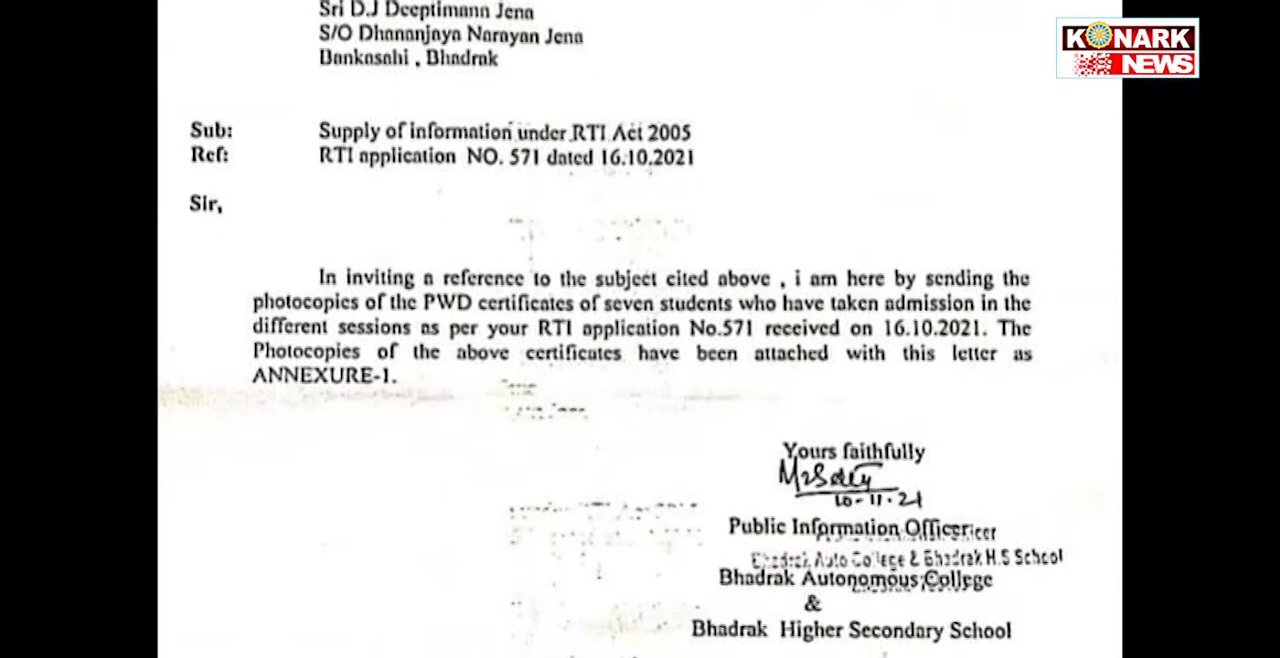 Sri D.J Deeptimann Jena
S/O Dhananjaya Narayan Jena
Bankasahi , Bhadrak
KONARK
NEWS
Sub: Supply of information under RTI Act 2005
Ref: RTI application NO. 571 dated 16.10.2021
Sir,
In inviting a reference to the subject cited above , i am here by sending the
photocopies of the PWD certificates of seven students who have taken admission in the
different sessions as per your RTI application No.571 received on 16.10.2021. The
Photocopies of the above certificates have been attached with this letter as
ANNEXURE-1.
Yours faithfully
10-11-21
Public Information Officer
Bhadrak Auto College & Bhadrak H.S School
Bhadrak Autonomous College
&
Bhadrak Higher Secondary School